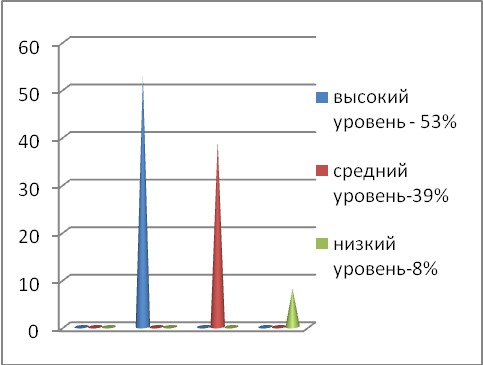 60
50
40
30
20
10
0
высокий
уровень - 53%
средний
уровень-39%
низкий
уровень-8%